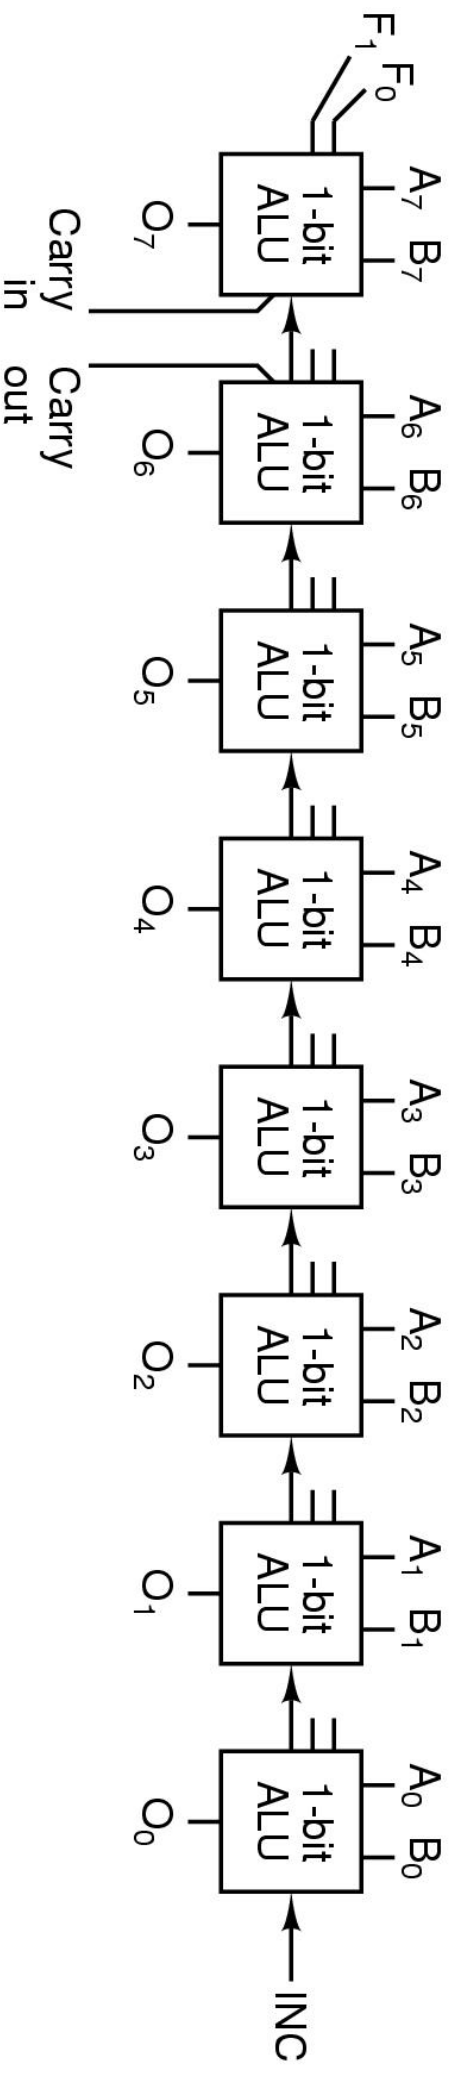 F₁ F₀
A₇ B₇ A₆ B₆ A₅ B₅ A₄ B₄ A₃ B₃ A₂ B₂ A₁ B₁ A₀ B₀
1-bit 1-bit 1-bit 1-bit 1-bit 1-bit 1-bit 1-bit
ALU ALU ALU ALU ALU ALU ALU ALU
INC
O₇ O₆ O₅ O₄ O₃ O₂ O₁ O₀
Carry Carry
in out